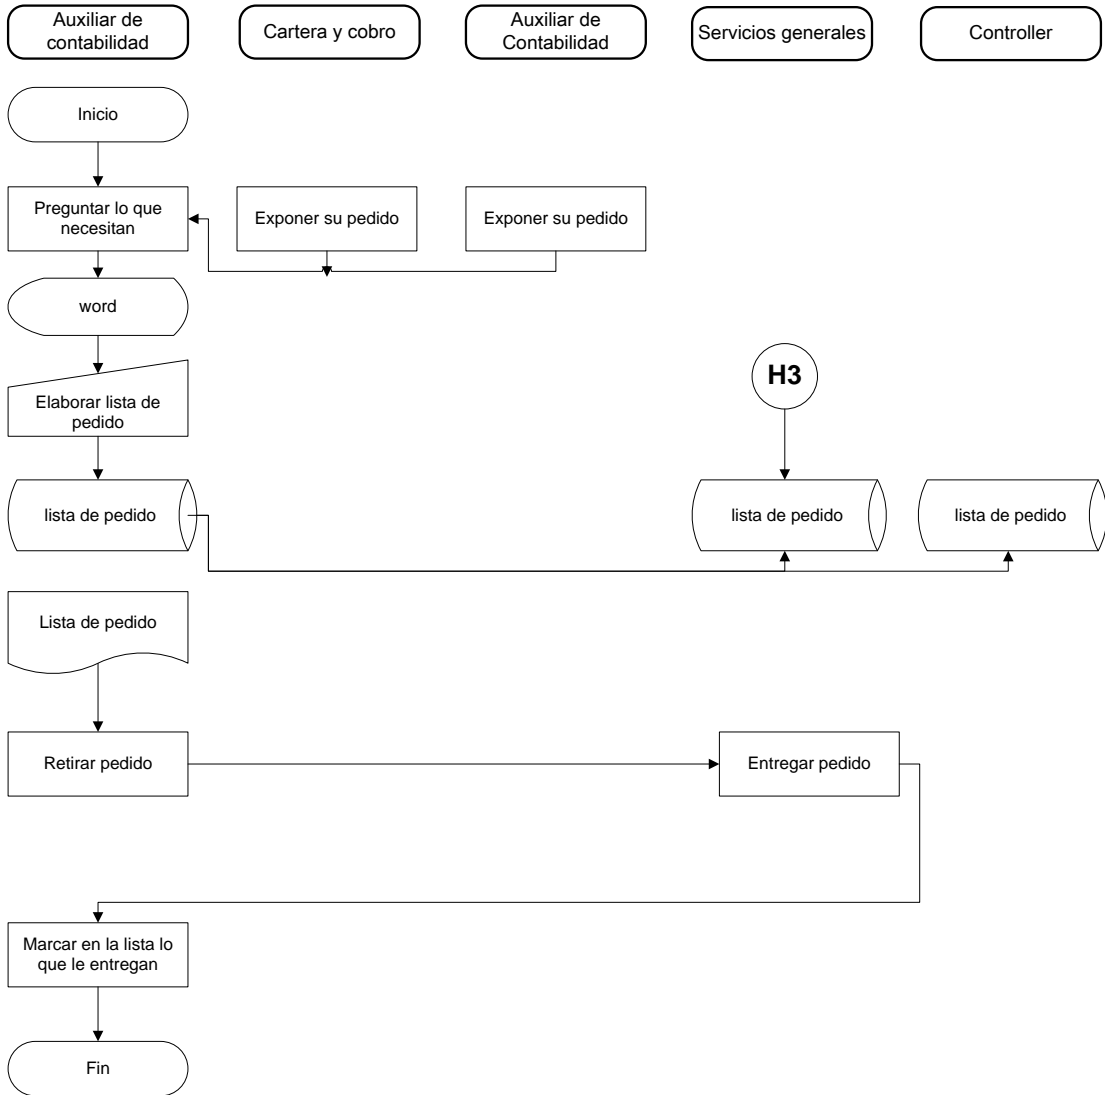 Auxiliar de
contabilidad
Cartera y cobro
Auxiliar de
Contabilidad
Servicios generales
Controller
Inicio
Preguntar lo que
necesitan
Exponer su pedido
Exponer su pedido
word
Elaborar lista de
pedido
H3
lista de pedido
lista de pedido
lista de pedido
Lista de pedido
Retirar pedido
Entregar pedido
Marcar en la lista lo
que le entregan
Fin